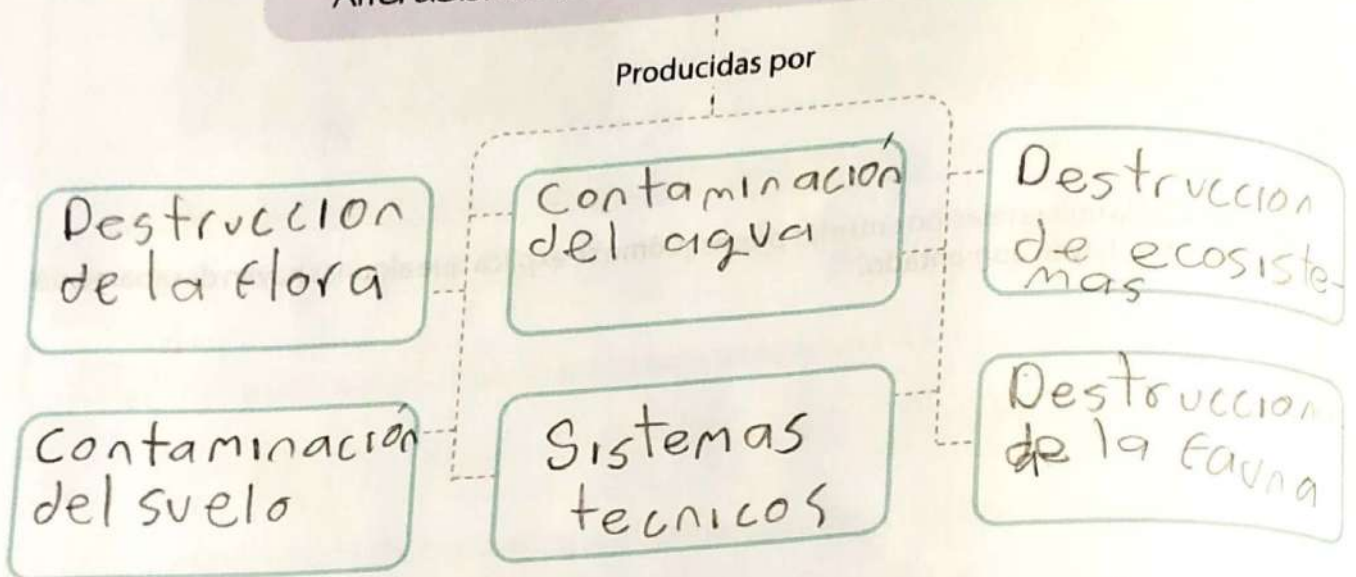 Producidas por
Destruccion
de la flora
Contaminación
del agua
Destruccion
de ecosiste-
mas
Contaminación
del suelo
Sistemas
tecnicos
Destruccion
de la fauna